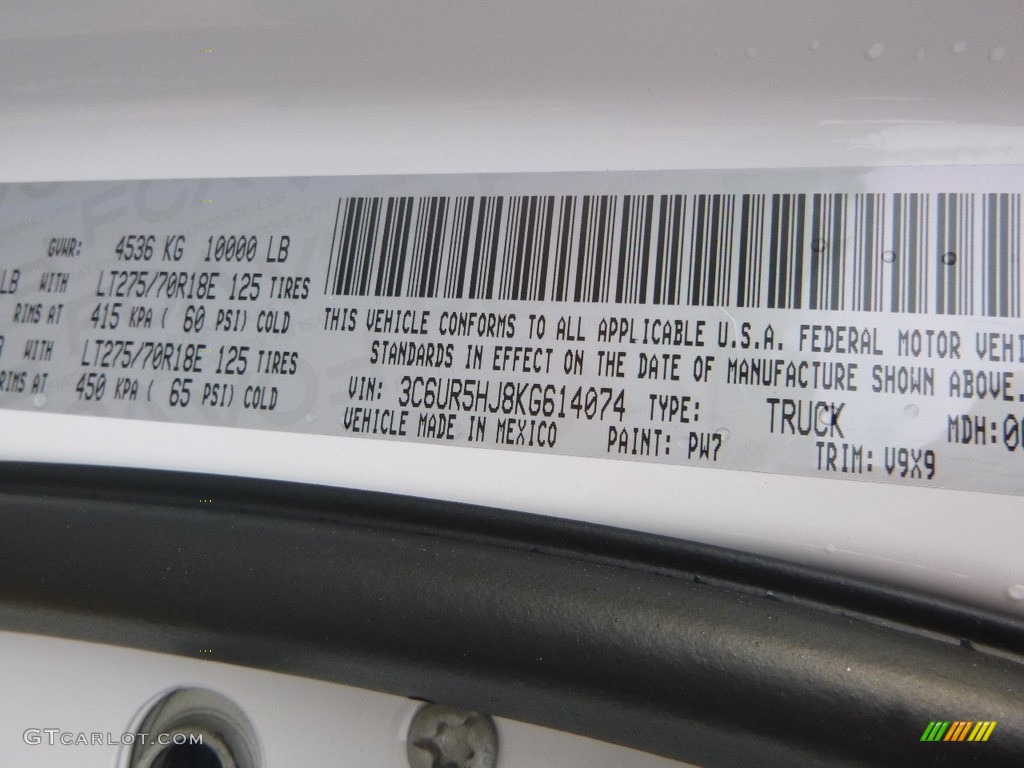 GVWR: 4536 KG 10000 LB
LB WITH LT275/70R18E 125 TIRES
RIMS AT 415 KPA ( 60 PSI) COLD
WITH LT275/70R18E 125 TIRES
RIMS AT 450 KPA ( 65 PSI) COLD
THIS VEHICLE CONFORMS TO ALL APPLICABLE U.S.A. FEDERAL MOTOR VEHI
STANDARDS IN EFFECT ON THE DATE OF MANUFACTURE SHOWN ABOVE.
VIN: 3C6UR5HJ8KG614074 TYPE: TRUCK MDH:0
VEHICLE MADE IN MEXICO PAINT: PW7 TRIM: V9X9
GTCARLOT.COM